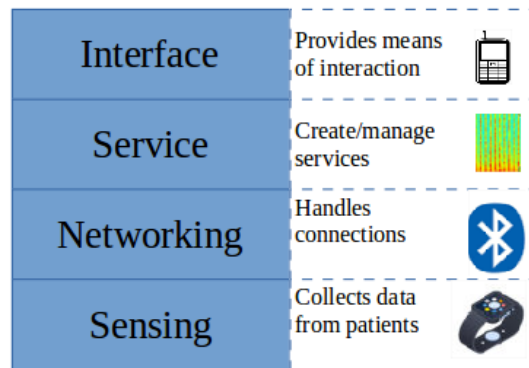 Interface
Provides means
of interaction
Service
Create/manage
services
Networking
Handles
connections
Sensing
Collects data
from patients